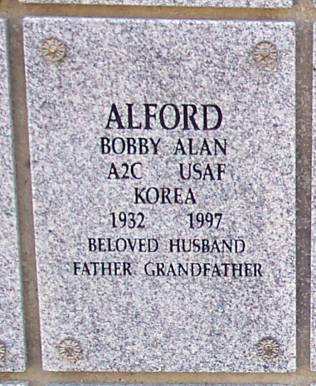 ALFORD
BOBBY ALAN
A2C USAF
KOREA
1932 1997
BELOVED HUSBAND
FATHER GRANDFATHER